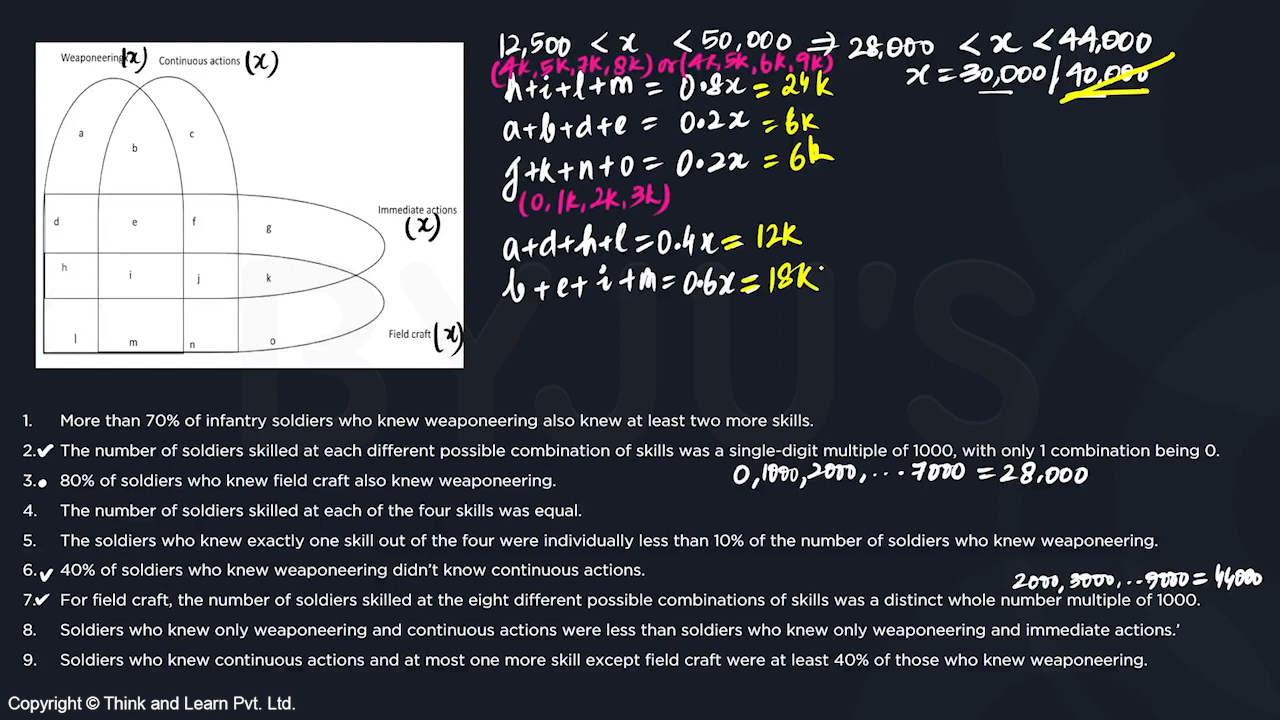 Weaponeering (x) Continuous actions (x)
a
b
c
d
e
f
g
Immediate actions
(x)
h
i
j
k
l
m
n
o
Field craft (x)
12,500 < x < 50,000 ⇒ 28,000 < x < 44,000
(4k,5k,7k,8k) or (4k,5k,6k,9k)
x = 30,000/40,000
h+i+l+m = 0.8x = 24k
a+b+d+e = 0.2x = 6k
j+k+n+o = 0.2x = 6k
(0,1k,2k,3k)
a+d+h+l = 0.4x = 12k
b+e+i+m = 0.6x = 18k
BYJU'S
1. More than 70% of infantry soldiers who knew weaponeering also knew at least two more skills.
2.✓ The number of soldiers skilled at each different possible combination of skills was a single-digit multiple of 1000, with only 1 combination being 0.
0,1000,2000,...7000 = 28,000
3.• 80% of soldiers who knew field craft also knew weaponeering.
4. The number of soldiers skilled at each of the four skills was equal.
5. The soldiers who knew exactly one skill out of the four were individually less than 10% of the number of soldiers who knew weaponeering.
6.✓ 40% of soldiers who knew weaponeering didn't know continuous actions.
2000,3000,...9000 = 44000
7.✓ For field craft, the number of soldiers skilled at the eight different possible combinations of skills was a distinct whole number multiple of 1000.
8. Soldiers who knew only weaponeering and continuous actions were less than soldiers who knew only weaponeering and immediate actions.'
9. Soldiers who knew continuous actions and at most one more skill except field craft were at least 40% of those who knew weaponeering.
Copyright © Think and Learn Pvt. Ltd.